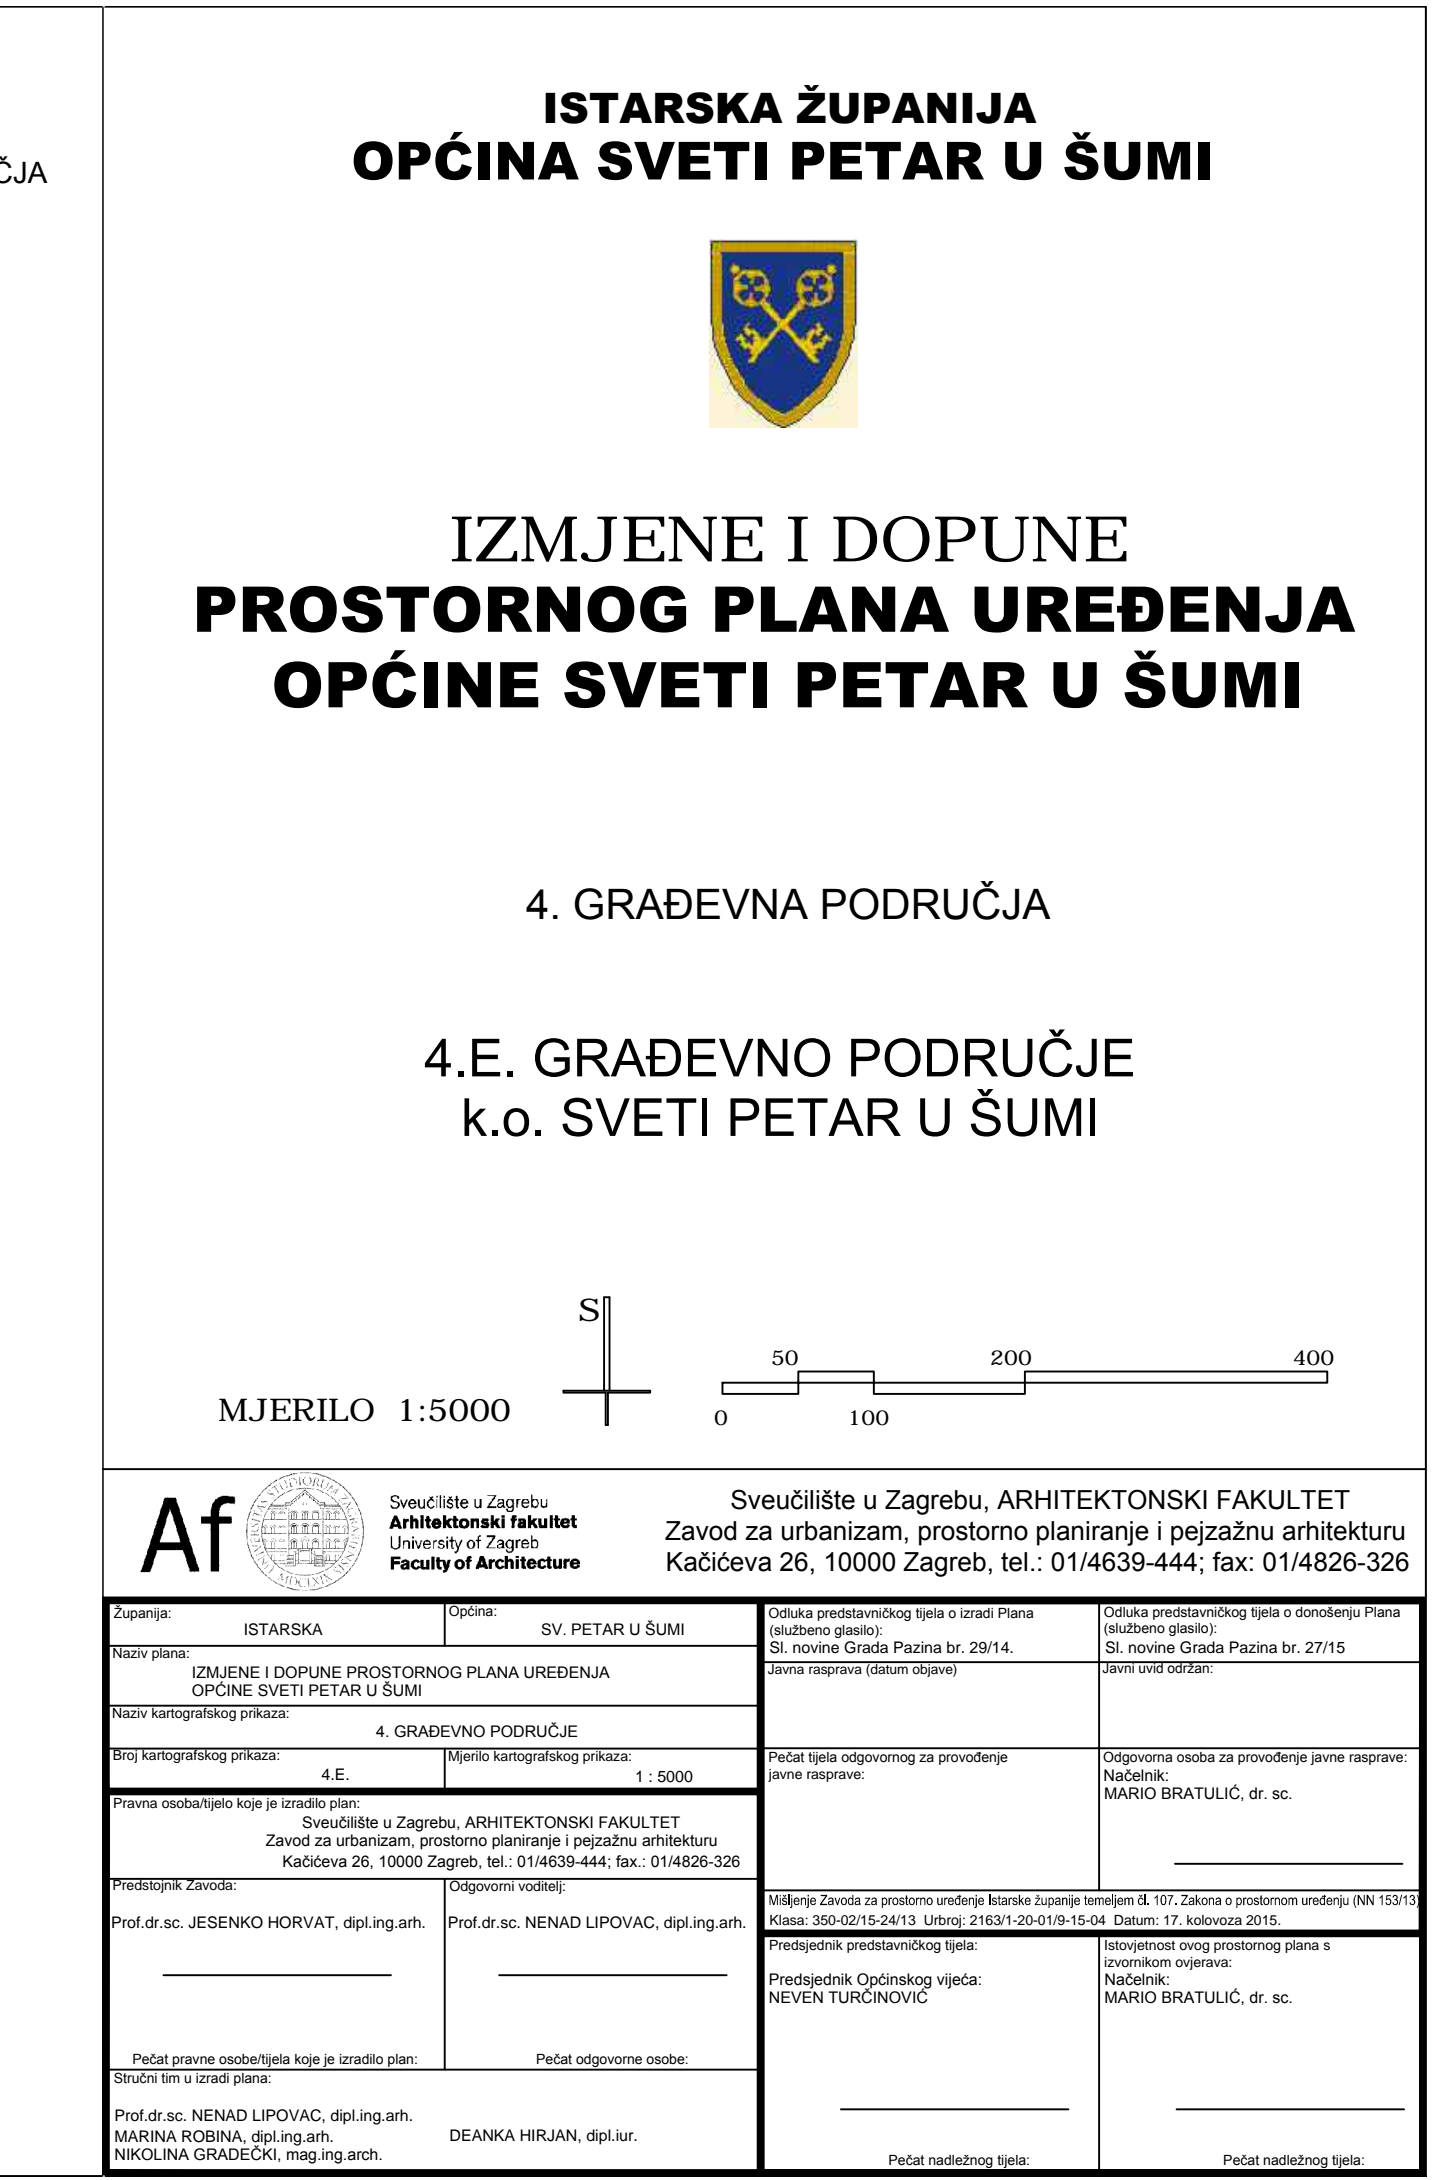 ČJA
ISTARSKA ŽUPANIJA
OPĆINA SVETI PETAR U ŠUMI
IZMJENE I DOPUNE
PROSTORNOG PLANA UREĐENJA
OPĆINE SVETI PETAR U ŠUMI
4. GRAĐEVNA PODRUČJA
4.E. GRAĐEVNO PODRUČJE
k.o. SVETI PETAR U ŠUMI
S
MJERILO 1:5000
50 200 400
0 100
Af
Sveučilište u Zagrebu
Arhitektonski fakultet
University of Zagreb
Faculty of Architecture
Sveučilište u Zagrebu, ARHITEKTONSKI FAKULTET
Zavod za urbanizam, prostorno planiranje i pejzažnu arhitekturu
Kačićeva 26, 10000 Zagreb, tel.: 01/4639-444; fax: 01/4826-326
Županija:
ISTARSKA
Općina:
SV. PETAR U ŠUMI
Naziv plana:
IZMJENE I DOPUNE PROSTORNOG PLANA UREĐENJA
OPĆINE SVETI PETAR U ŠUMI
Naziv kartografskog prikaza:
4. GRAĐEVNO PODRUČJE
Broj kartografskog prikaza:
4.E.
Mjerilo kartografskog prikaza:
1 : 5000
Pravna osoba/tijelo koje je izradilo plan:
Sveučilište u Zagrebu, ARHITEKTONSKI FAKULTET
Zavod za urbanizam, prostorno planiranje i pejzažnu arhitekturu
Kačićeva 26, 10000 Zagreb, tel.: 01/4639-444; fax.: 01/4826-326
Predstojnik Zavoda:
Prof.dr.sc. JESENKO HORVAT, dipl.ing.arh.
Pečat pravne osobe/tijela koje je izradilo plan:
Odgovorni voditelj:
Prof.dr.sc. NENAD LIPOVAC, dipl.ing.arh.
Pečat odgovorne osobe:
Stručni tim u izradi plana:
Prof.dr.sc. NENAD LIPOVAC, dipl.ing.arh.
MARINA ROBINA, dipl.ing.arh.
NIKOLINA GRADEČKI, mag.ing.arch.
DEANKA HIRJAN, dipl.iur.
Odluka predstavničkog tijela o izradi Plana
(službeno glasilo):
Sl. novine Grada Pazina br. 29/14.
Odluka predstavničkog tijela o donošenju Plana
(službeno glasilo):
Sl. novine Grada Pazina br. 27/15
Javna rasprava (datum objave)
Javni uvid održan:
Pečat tijela odgovornog za provođenje
javne rasprave:
Odgovorna osoba za provođenje javne rasprave:
Načelnik:
MARIO BRATULIĆ, dr. sc.
Mišljenje Zavoda za prostorno uređenje Istarske županije temeljem čl. 107. Zakona o prostornom uređenju (NN 153/13)
Klasa: 350-02/15-24/13 Urbroj: 2163/1-20-01/9-15-04 Datum: 17. kolovoza 2015.
Predsjednik predstavničkog tijela:
Predsjednik Općinskog vijeća:
NEVEN TURČINOVIĆ
Pečat nadležnog tijela:
Istovjetnost ovog prostornog plana s
izvornikom ovjerava:
Načelnik:
MARIO BRATULIĆ, dr. sc.
Pečat nadležnog tijela: